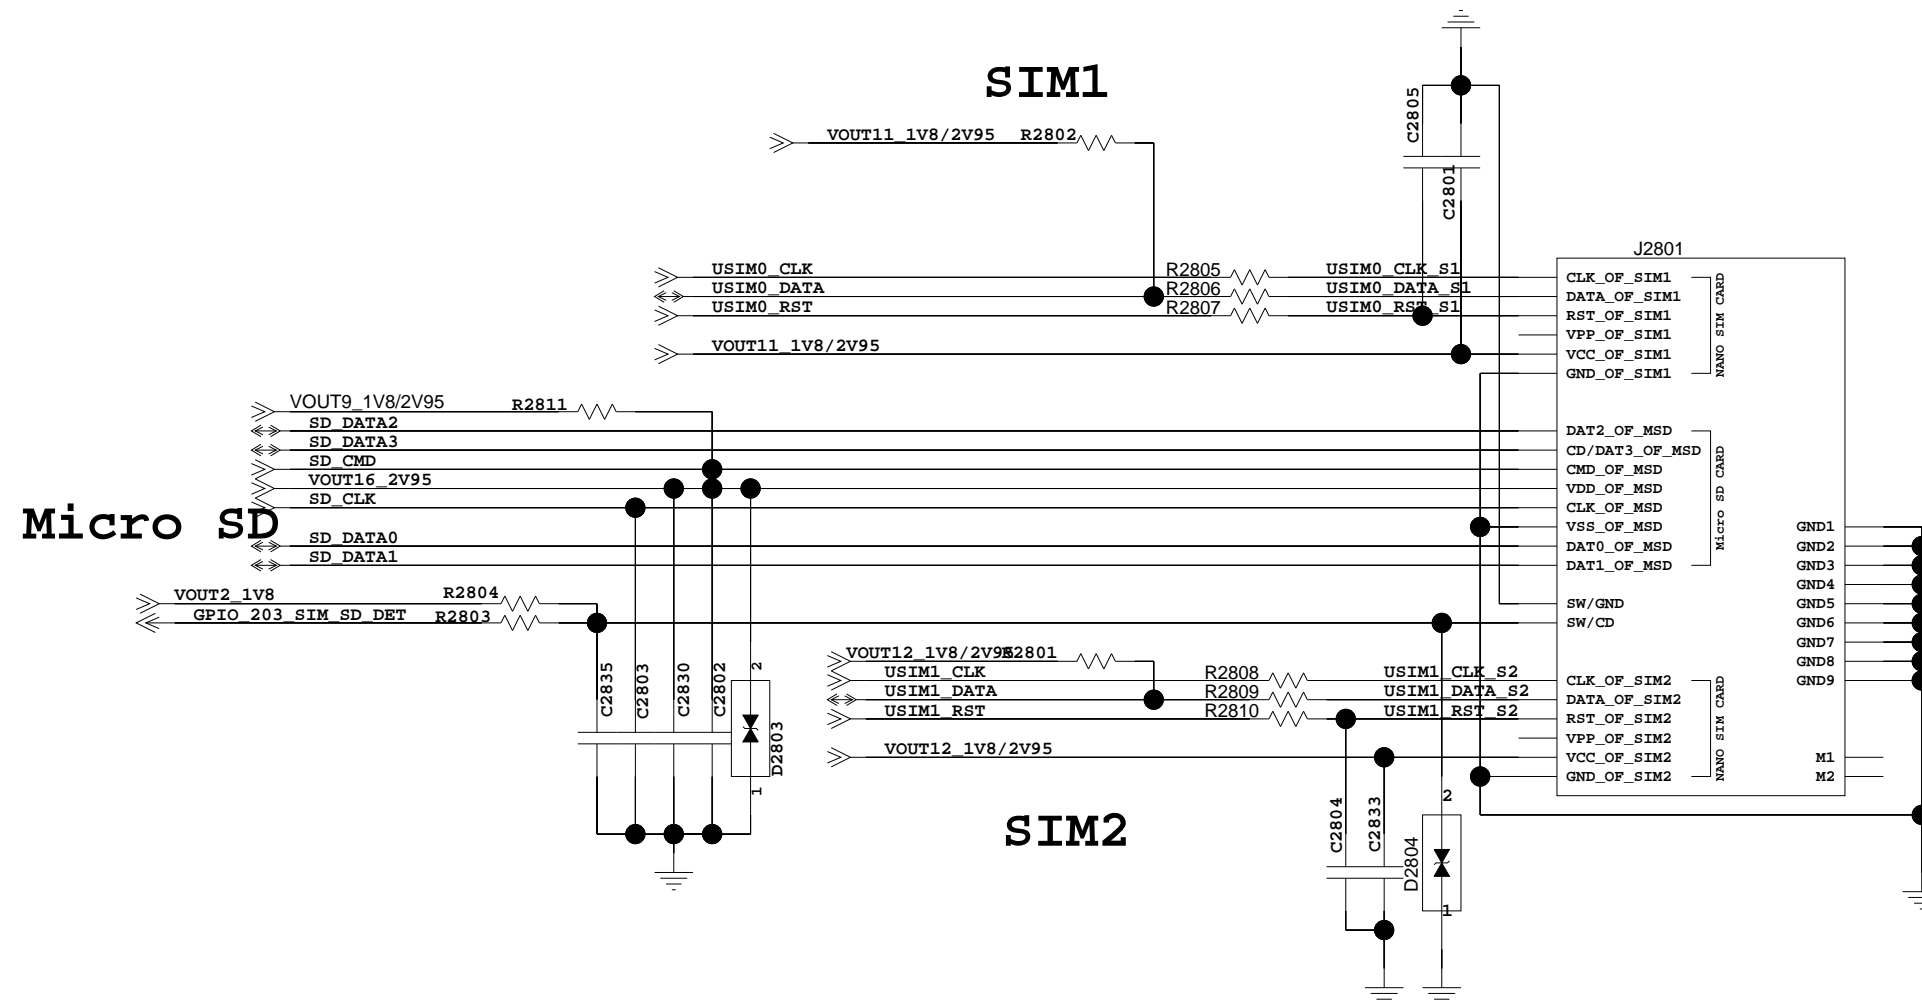 SIM1
C2805
VOUT11_1V8/2V95 R2802
C2801
J2801
USIM0_CLK R2805 USIM0_CLK_S1 CLK_OF_SIM1
USIM0_DATA R2806 USIM0_DATA_S1 DATA_OF_SIM1
USIM0_RST R2807 USIM0_RST_S1 RST_OF_SIM1
VPP_OF_SIM1
VOUT11_1V8/2V95 VCC_OF_SIM1
GND_OF_SIM1
NANO SIM CARD
VOUT9_1V8/2V95 R2811
SD_DATA2 DAT2_OF_MSD
SD_DATA3 CD/DAT3_OF_MSD
SD_CMD CMD_OF_MSD
VOUT16_2V95 VDD_OF_MSD
SD_CLK CLK_OF_MSD
Micro SD
VSS_OF_MSD GND1
SD_DATA0 DAT0_OF_MSD GND2
SD_DATA1 DAT1_OF_MSD GND3
Micro SD CARD
GND4
VOUT2_1V8 R2804 SW/GND GND5
GPIO_203_SIM_SD_DET R2803 SW/CD GND6
GND7
VOUT12_1V8/2V95 R2801 GND8
USIM1_CLK R2808 USIM1_CLK_S2 CLK_OF_SIM2 GND9
USIM1_DATA R2809 USIM1_DATA_S2 DATA_OF_SIM2
USIM1_RST R2810 USIM1_RST_S2 RST_OF_SIM2
VPP_OF_SIM2
VOUT12_1V8/2V95 VCC_OF_SIM2 M1
GND_OF_SIM2 M2
NANO SIM CARD
C2835
C2803
C2830
C2802
2
D2803
1
SIM2
C2804
C2833
2
D2804
1